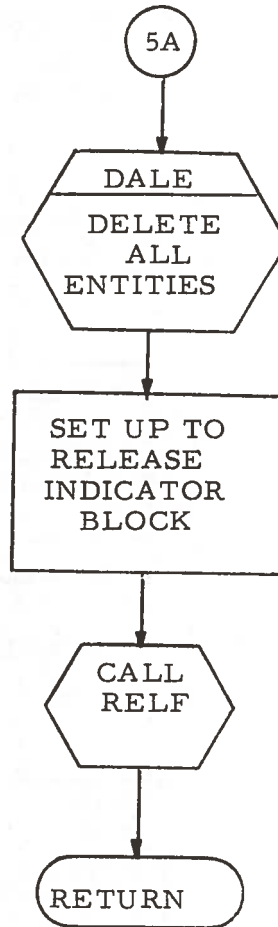 5A
DALE
DELETE
ALL
ENTITIES
SET UP TO
RELEASE
INDICATOR
BLOCK
CALL
RELF
RETURN